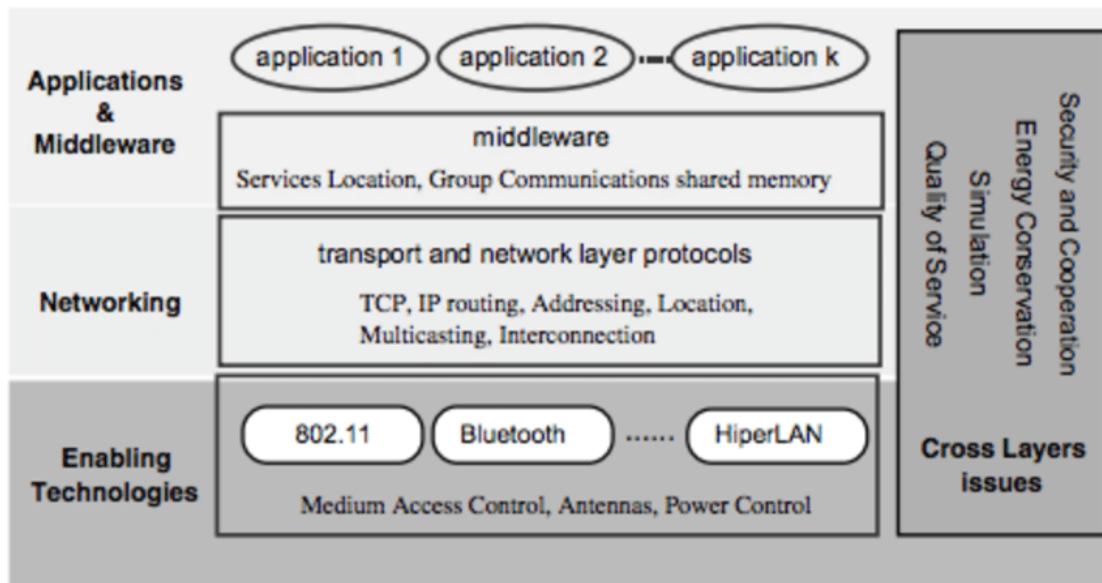 Applications
&
Middleware
application 1
application 2
application k
middleware
Services Location, Group Communications shared memory
Networking
transport and network layer protocols
TCP, IP routing, Addressing, Location,
Multicasting, Interconnection
Enabling
Technologies
802.11
Bluetooth
......
HiperLAN
Medium Access Control, Antennas, Power Control
Security and Cooperation
Energy Conservation
Simulation
Quality of Service
Cross Layers
issues